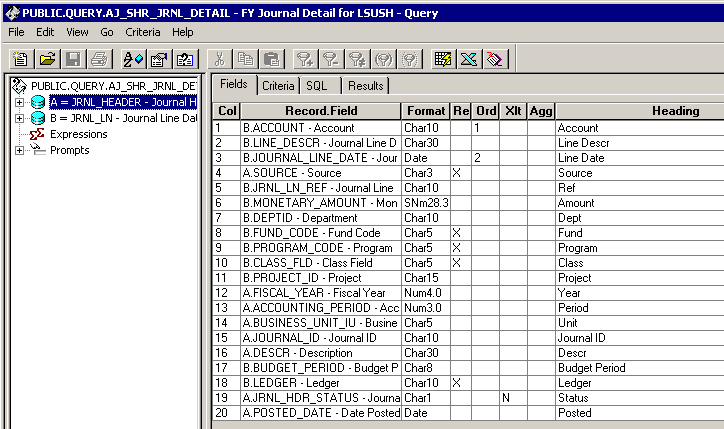 PUBLIC.QUERY.AJ_SHR_JRNL_DETAIL - FY Journal Detail for LSUSH - Query
File Edit View Go Criteria Help
PUBLIC.QUERY.AJ_SHR_JRNL_DE
A = JRNL_HEADER - Journal H
B = JRNL_LN - Journal Line Dat
Expressions
Prompts
Fields Criteria SQL Results
Col Record.Field Format Re Ord Xlt Agg Heading
1 B.ACCOUNT - Account Char10 1 Account
2 B.LINE_DESCR - Journal Line D Char30 Line Descr
3 B.JOURNAL_LINE_DATE - Jour Date 2 Line Date
4 A.SOURCE - Source Char3 X Source
5 B.JRNL_LN_REF - Journal Line Char10 Ref
6 B.MONETARY_AMOUNT - Mon SNm28.3 Amount
7 B.DEPTID - Department Char10 Dept
8 B.FUND_CODE - Fund Code Char5 X Fund
9 B.PROGRAM_CODE - Program Char5 X Program
10 B.CLASS_FLD - Class Field Char5 X Class
11 B.PROJECT_ID - Project Char15 Project
12 A.FISCAL_YEAR - Fiscal Year Num4.0 Year
13 A.ACCOUNTING_PERIOD - Acc Num3.0 Period
14 A.BUSINESS_UNIT_IU - Busine Char5 Unit
15 A.JOURNAL_ID - Journal ID Char10 Journal ID
16 A.DESCR - Description Char30 Descr
17 B.BUDGET_PERIOD - Budget P Char8 Budget Period
18 B.LEDGER - Ledger Char10 X Ledger
19 A.JRNL_HDR_STATUS - Journa Char1 N Status
20 A.POSTED_DATE - Date Posted Date Posted